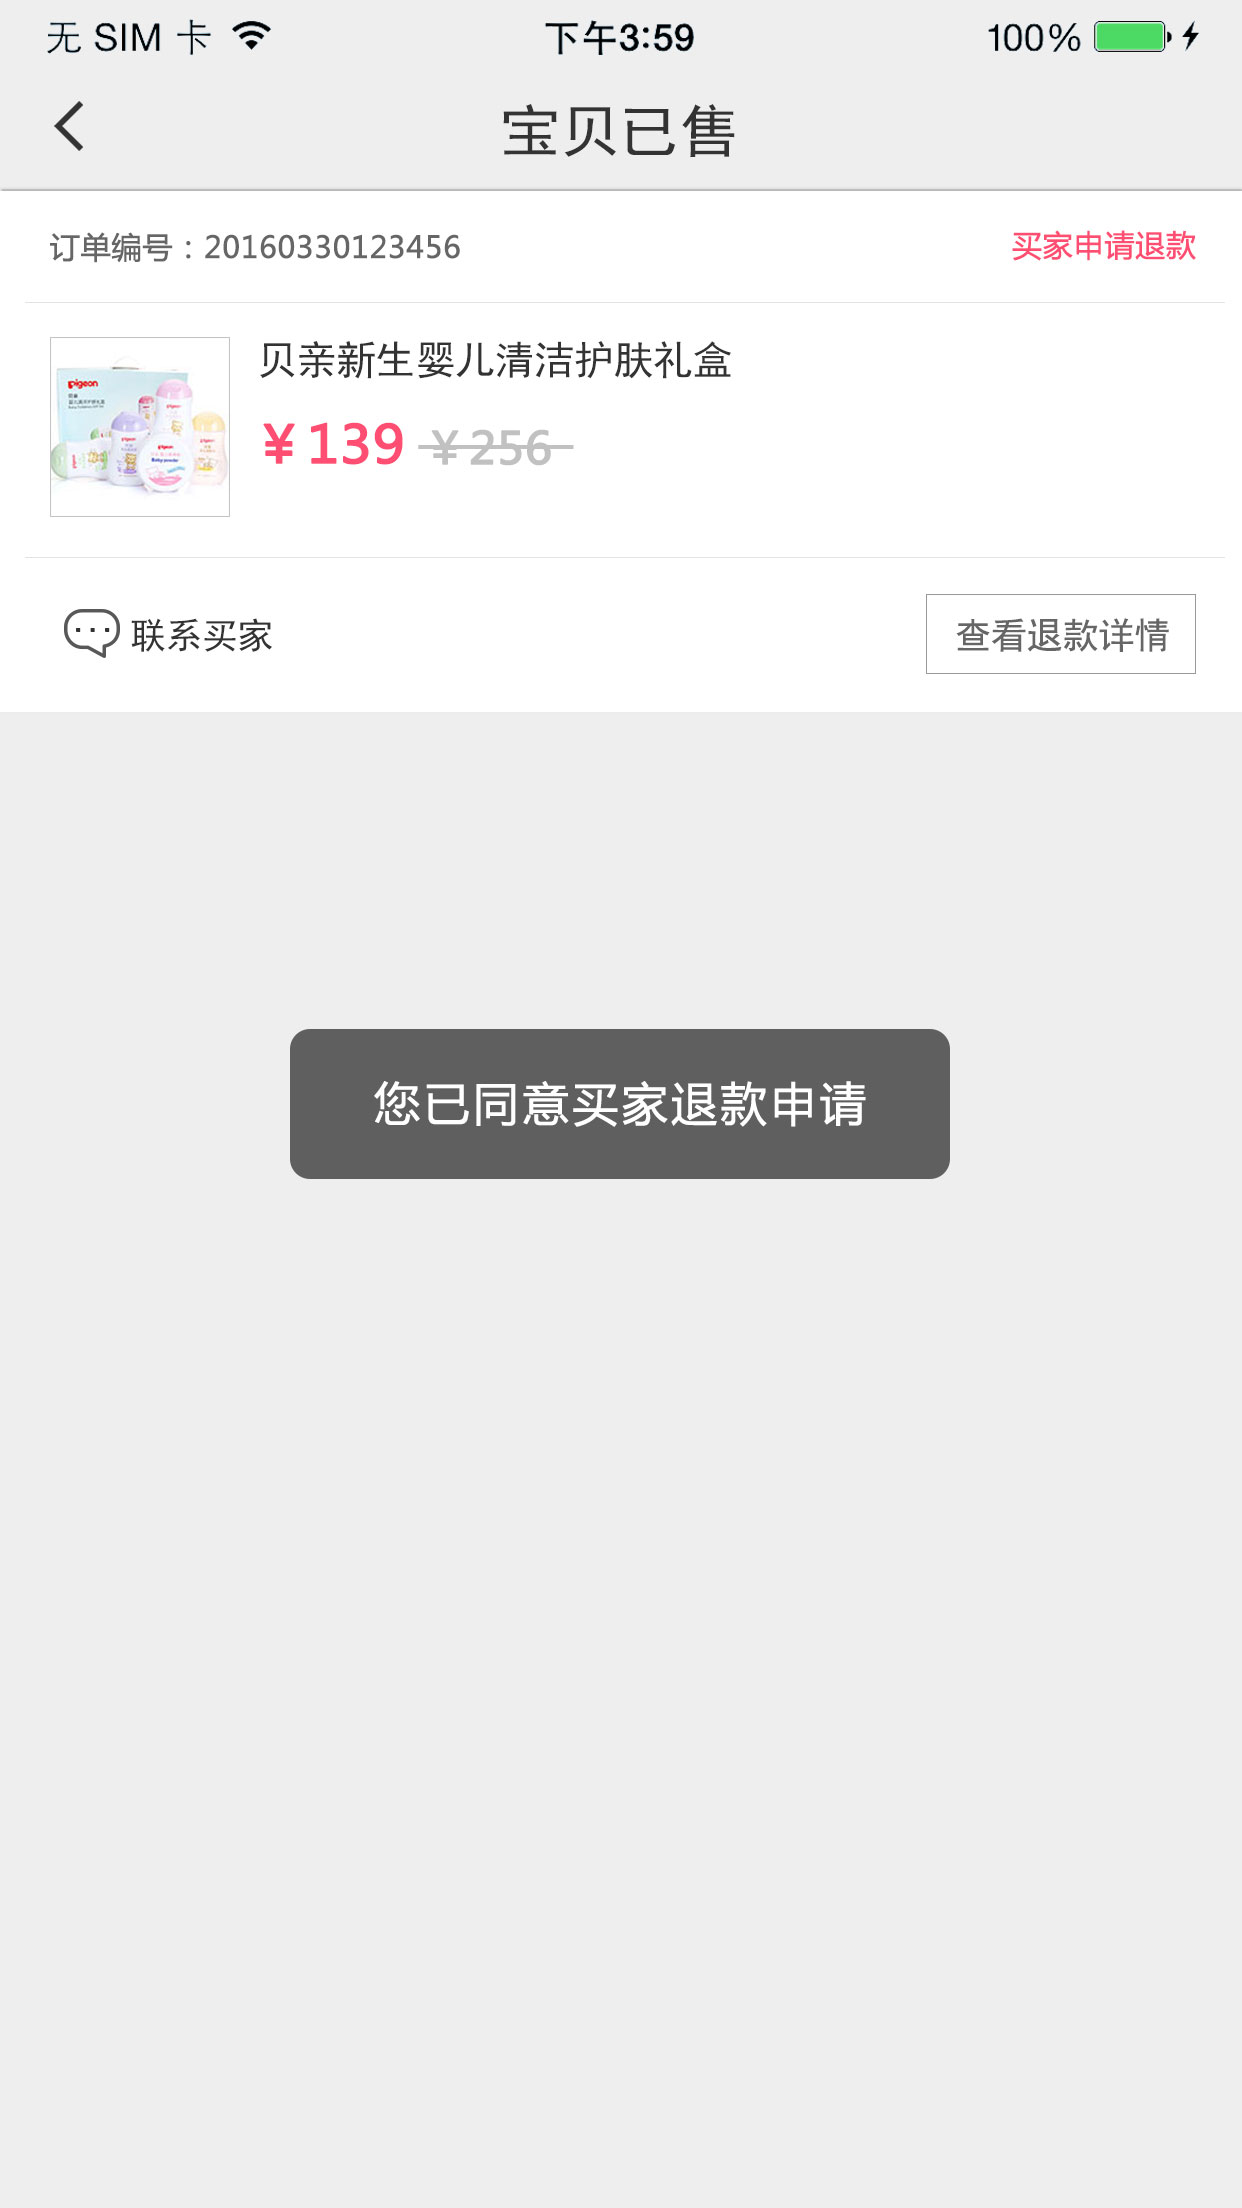 无 SIM 卡 下午3:59 100%
宝贝已售
订单编号：20160330123456 买家申请退款
贝亲新生婴儿清洁护肤礼盒
¥139 ¥256
pigeon
Baby powder
联系买家 查看退款详情
您已同意买家退款申请